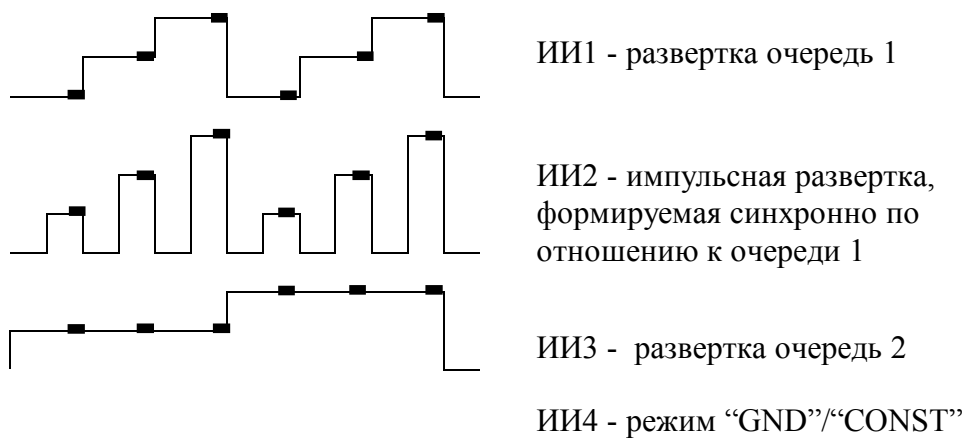 ИИ1 - развертка очередь 1
ИИ2 - импульсная развертка,
формируемая синхронно по
отношению к очереди 1
ИИ3 - развертка очередь 2
ИИ4 - режим “GND”/“CONST”